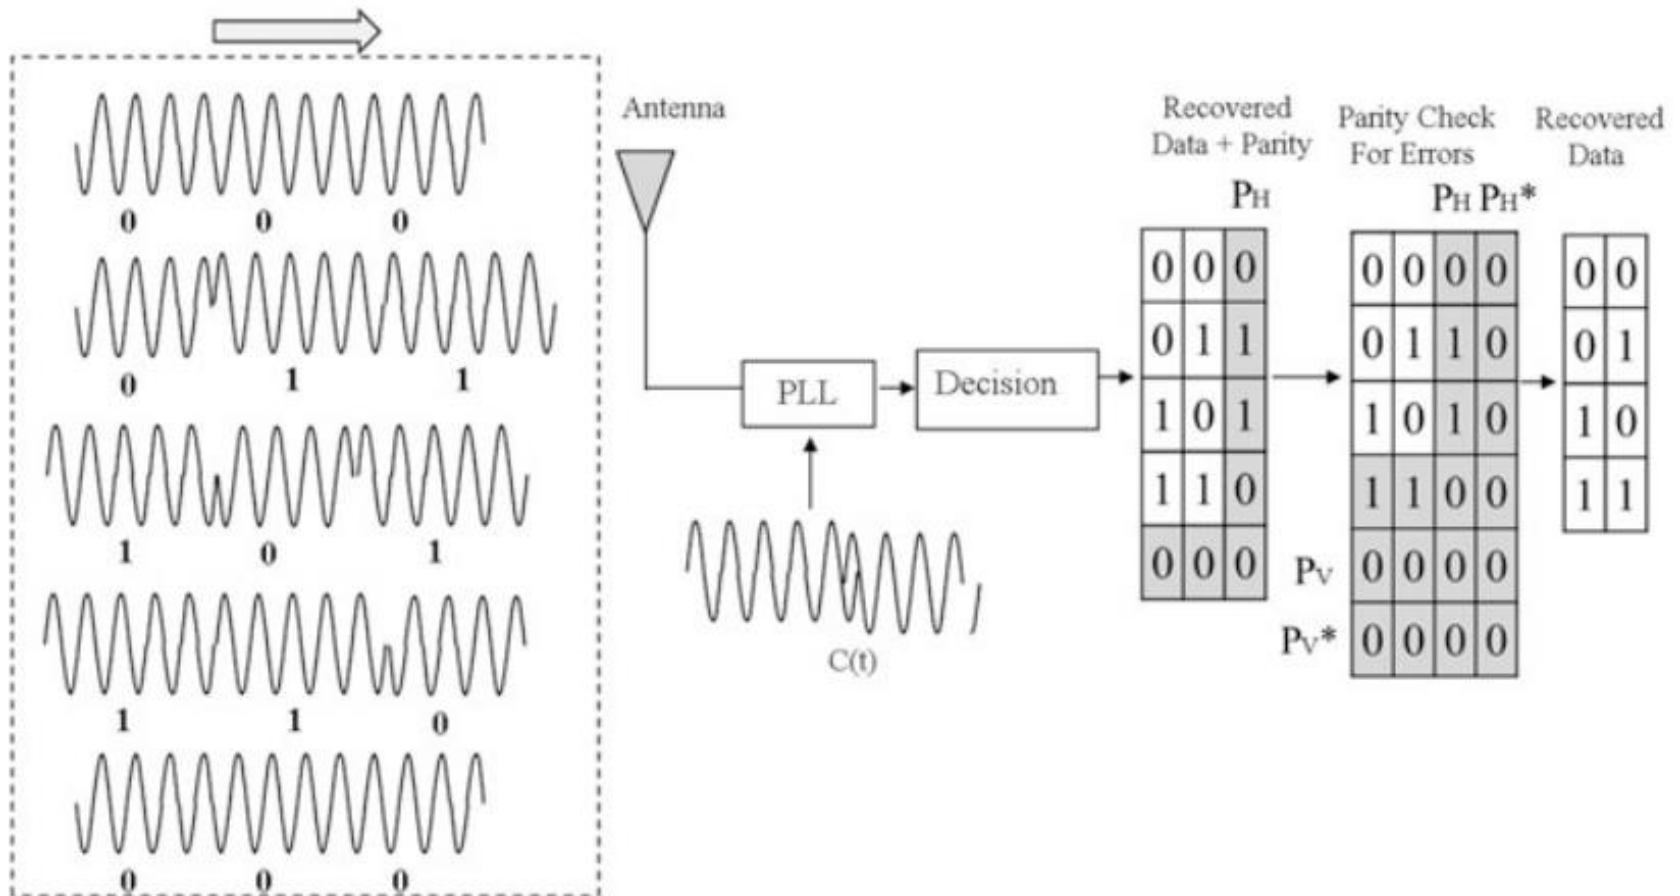 0 0 0
0 1 1
1 0 1
1 1 0
0 0 0
Antenna
PLL
Decision
C(t)
Recovered
Data + Parity
PH
0 0 0
0 1 1
1 0 1
1 1 0
0 0 0
Parity Check
For Errors
PH PH*
0 0 0 0
0 1 1 0
1 0 1 0
1 1 0 0
PV 0 0 0 0
PV* 0 0 0 0
Recovered
Data
0 0
0 1
1 0
1 1